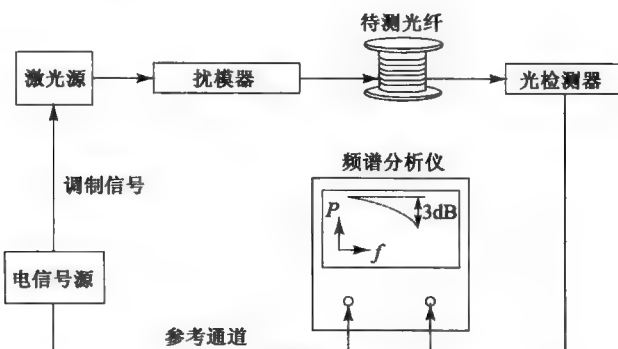 待测光纤
激光源
扰模器
光检测器
调制信号
频谱分析仪
P
3dB
f
电信号源
参考通道